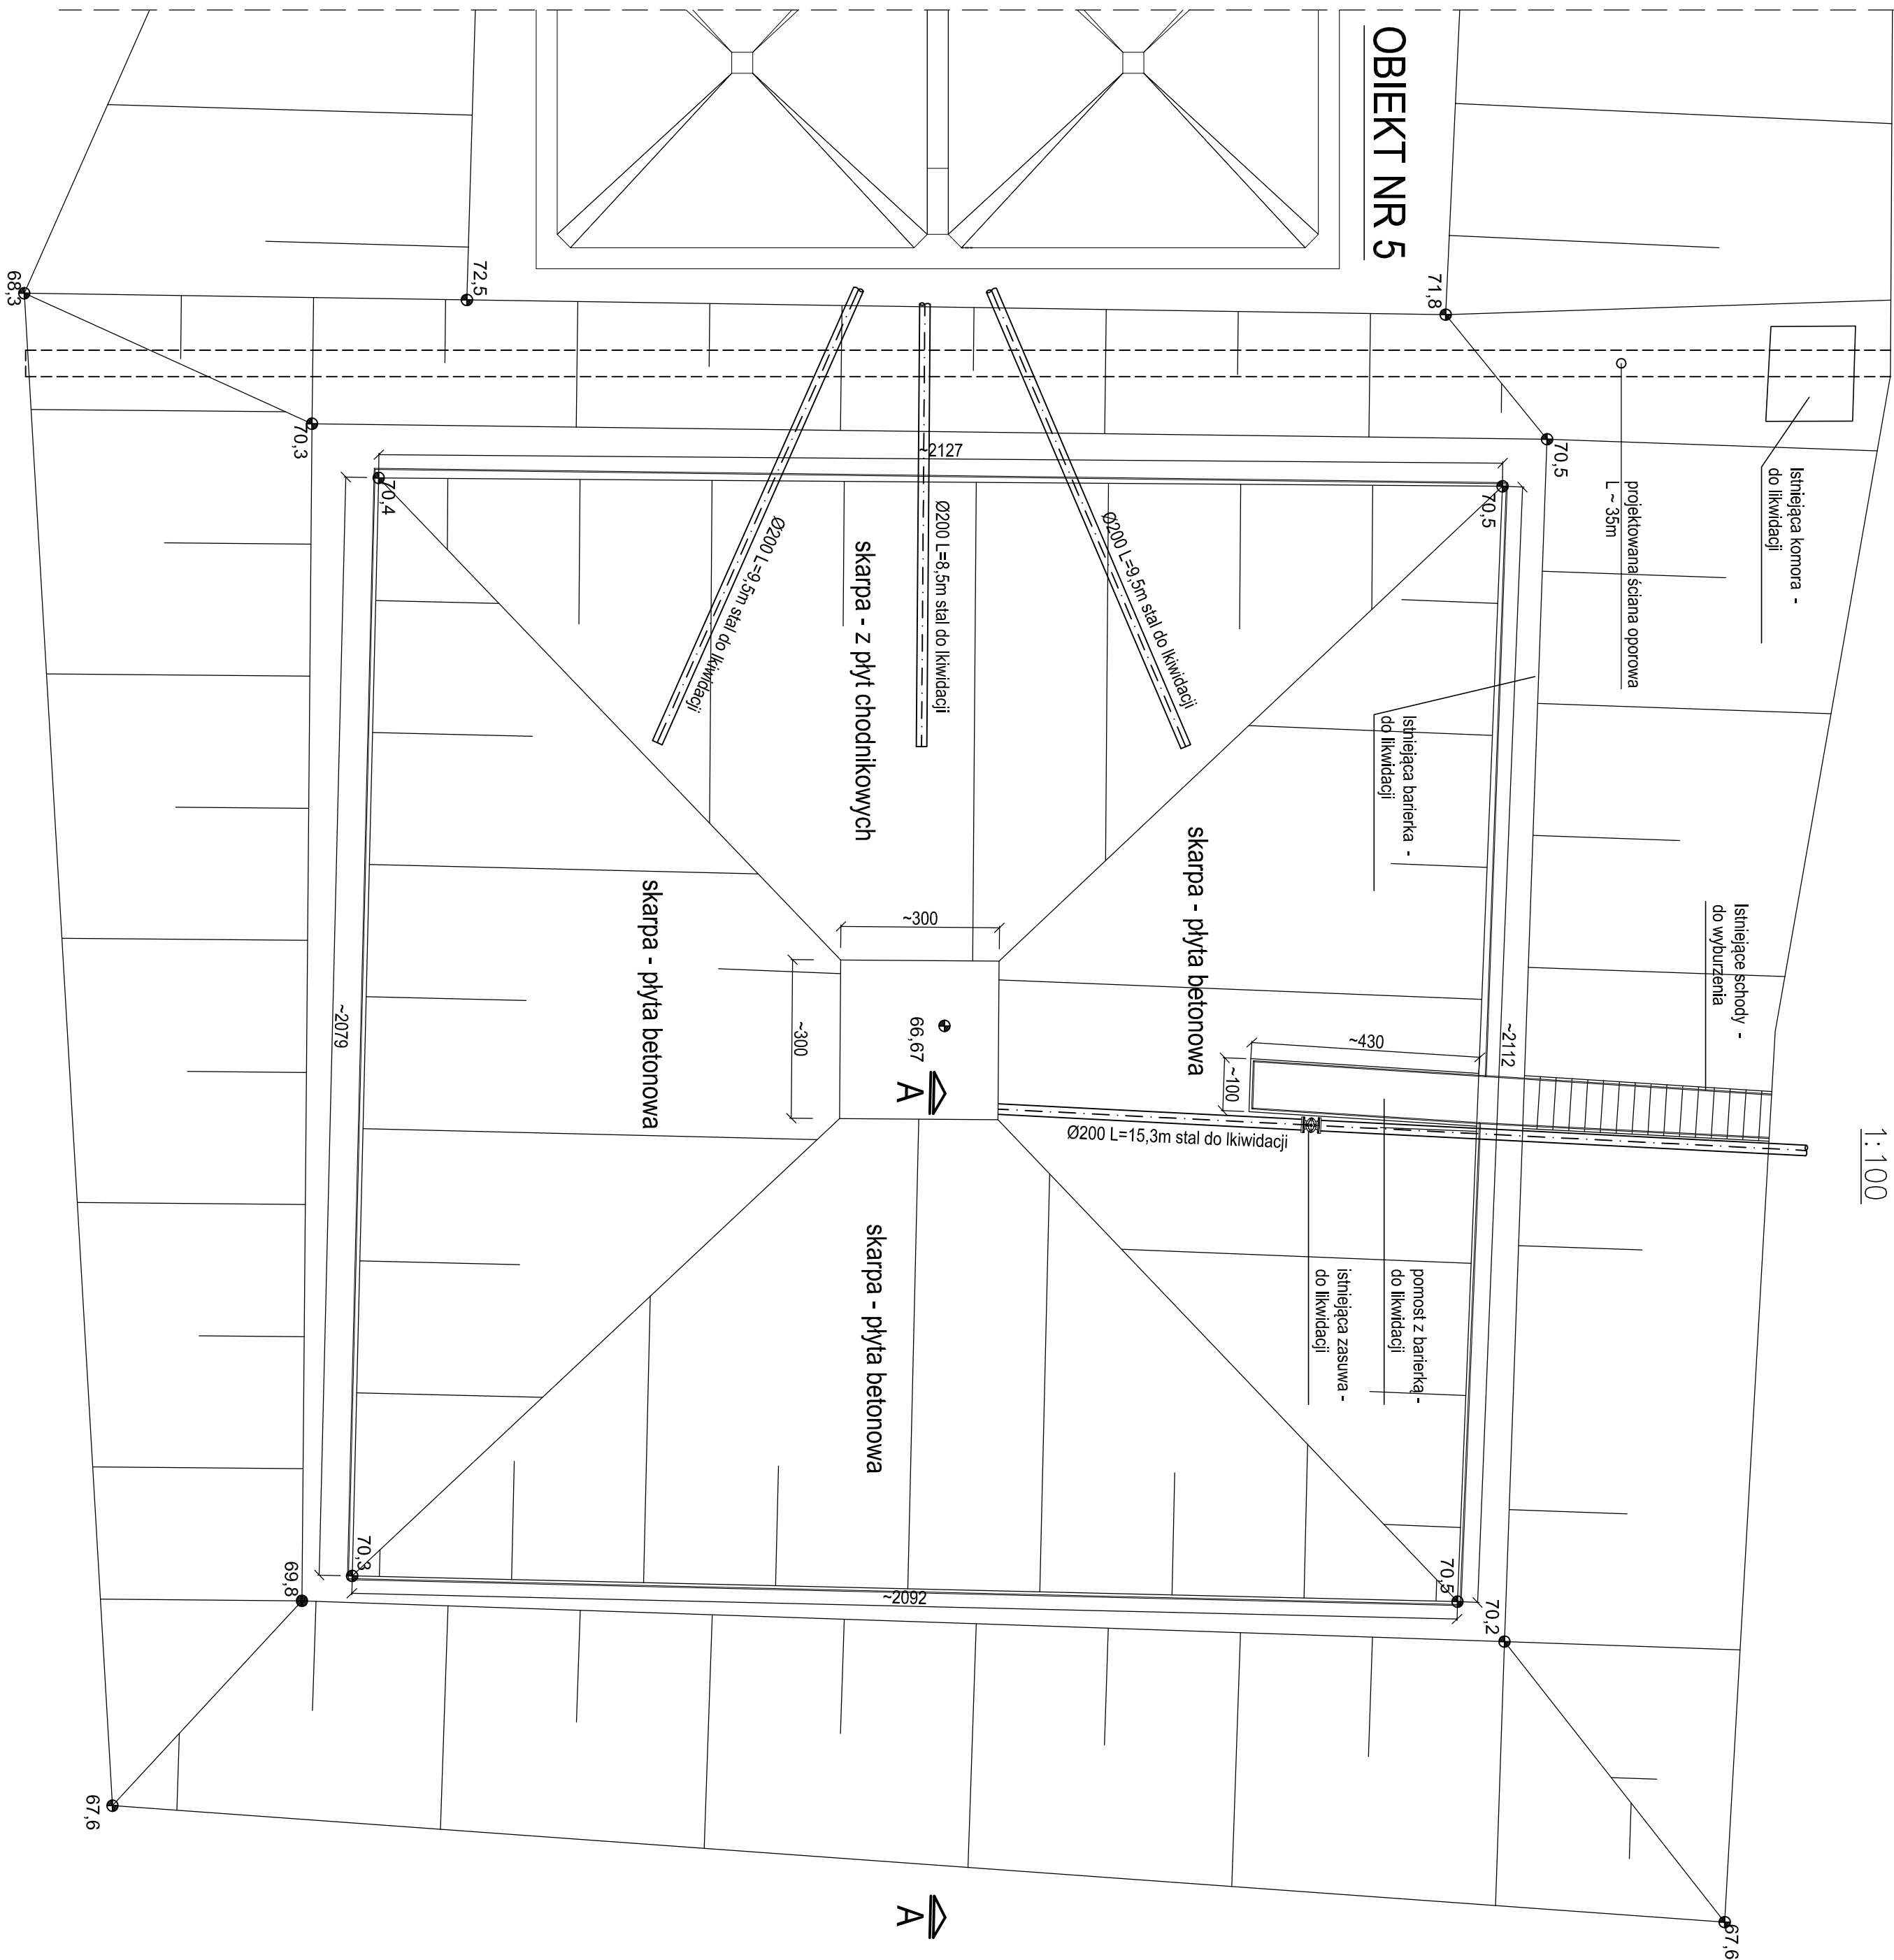 1:100
Istniejąca komora -
do likwidacji
projektowana ściana oporowa
L ~ 35m
Istniejące schody -
do wyburzenia
OBIEKT NR 5
71,8
70,5
70,5
~2112
70,2
67,6
Istniejąca barierka -
do likwidacji
pomost z barierką -
do likwidacji
istniejąca zasuwa -
do likwidacji
~430
~100
70,5
skarpa - płyta betonowa
Ø200 L=9,5m stal do lkiwidacji
Ø200 L=15,3m stal do lkiwidacji
~2127
Ø200 L=8,5m stal do lkiwidacji
~300
66,67
A
A
~2092
skarpa - z płyt chodnikowych
skarpa - płyta betonowa
~300
Ø200 L=9,5m stal do lkiwidacji
skarpa - płyta betonowa
72,5
70,4
70,3
~2079
70,3
69,8
68,3
67,6